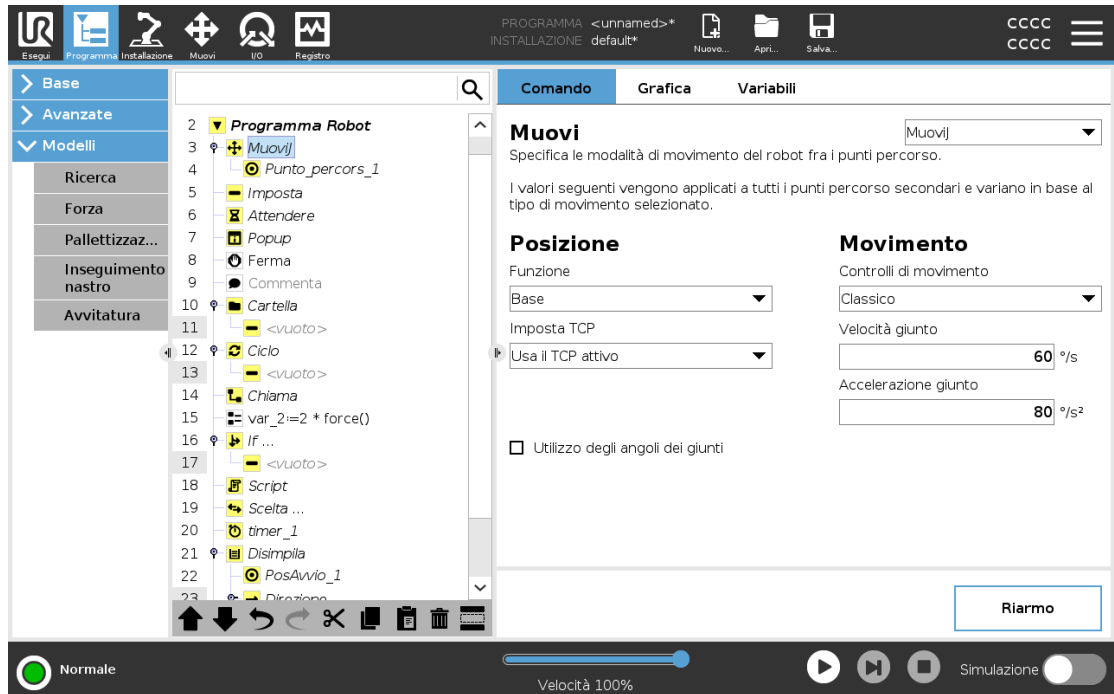 PROGRAMMA <unnamed>*
INSTALLAZIONE default*
Esegui
Programma
Installazione
Muovi
I/O
Registro
Nuovo...
Apri...
Salva...
cccc
cccc
Base
Avanzate
Modelli
Ricerca
Forza
Pallettizzaz...
Inseguimento
nastro
Avvitatura
2 Programma Robot
3 MuoviJ
4 Punto_percors_1
5 Imposta
6 Attendere
7 Popup
8 Ferma
9 Commenta
10 Cartella
11 <vuoto>
12 Ciclo
13 <vuoto>
14 Chiama
15 var_2:=2 * force()
16 If ...
17 <vuoto>
18 Script
19 Scelta ...
20 timer_1
21 Disimpila
22 PosAvvio_1
23 Direzione
Comando
Grafica
Variabili
Muovi
MuoviJ
Specifica le modalità di movimento del robot fra i punti percorso.
I valori seguenti vengono applicati a tutti i punti percorso secondari e variano in base al
tipo di movimento selezionato.
Posizione
Funzione
Base
Imposta TCP
Usa il TCP attivo
Utilizzo degli angoli dei giunti
Movimento
Controlli di movimento
Classico
Velocità giunto
60 °/s
Accelerazione giunto
80 °/s²
Riarmo
Normale
Velocità 100%
Simulazione